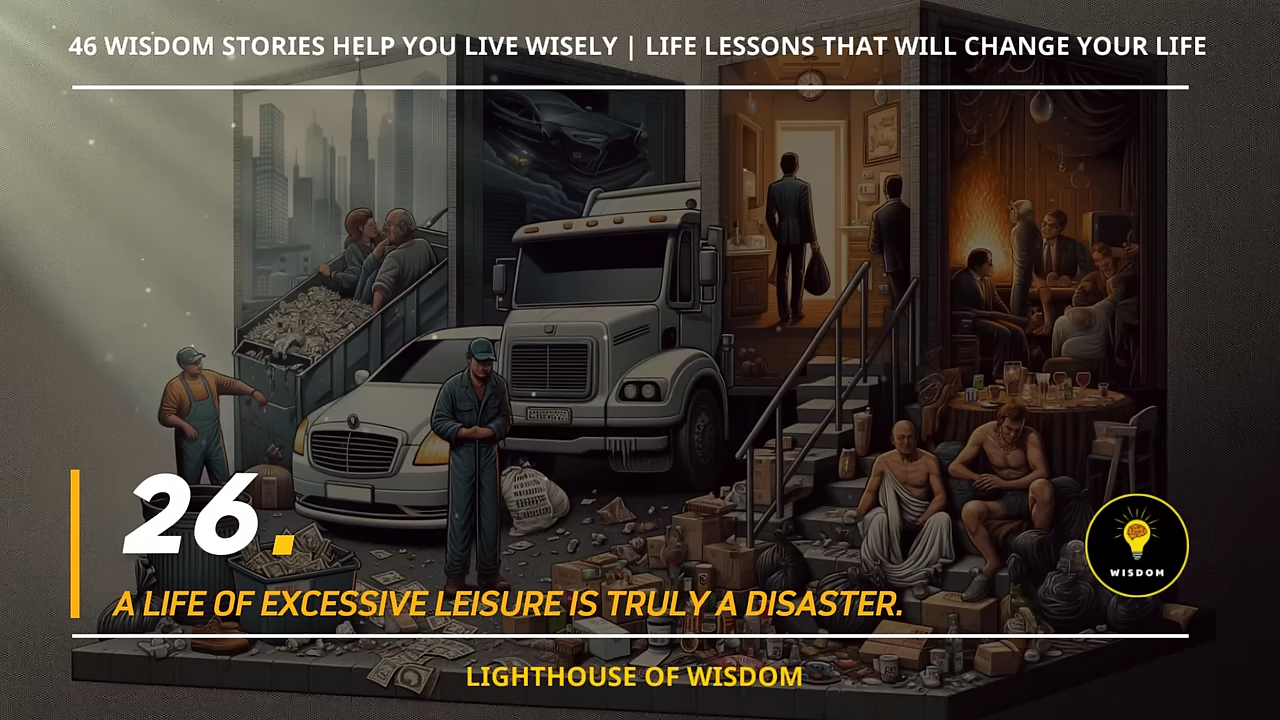 46 WISDOM STORIES HELP YOU LIVE WISELY | LIFE LESSONS THAT WILL CHANGE YOUR LIFE
26.
A LIFE OF EXCESSIVE LEISURE IS TRULY A DISASTER.
WISDOM
LIGHTHOUSE OF WISDOM